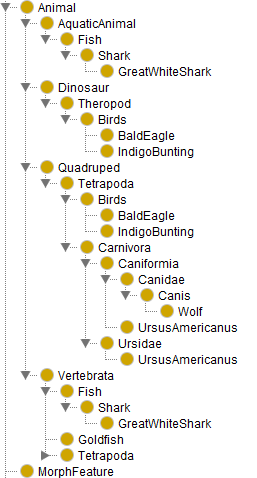 Animal
AquaticAnimal
Fish
Shark
GreatWhiteShark
Dinosaur
Theropod
Birds
BaldEagle
IndigoBunting
Quadruped
Tetrapoda
Birds
BaldEagle
IndigoBunting
Carnivora
Caniformia
Canidae
Canis
Wolf
UrsusAmericanus
Ursidae
UrsusAmericanus
Vertebrata
Fish
Shark
GreatWhiteShark
Goldfish
Tetrapoda
MorphFeature